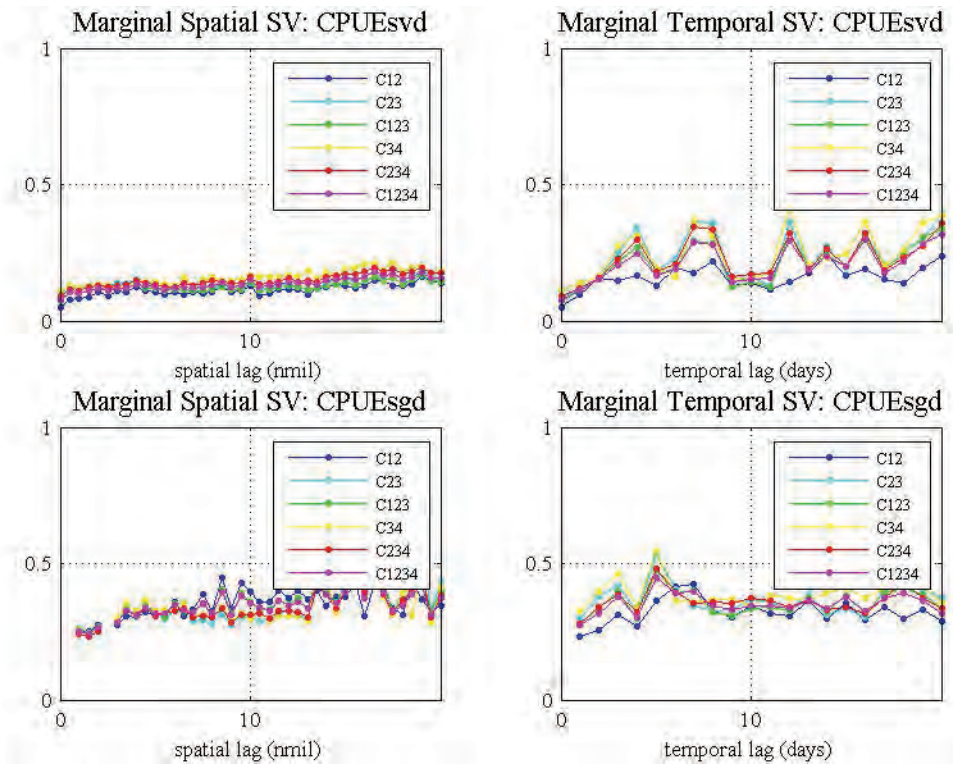 Marginal Spatial SV: CPUEsvd
1
0.5
0
0
10
spatial lag (nmil)
C12
C23
C123
C34
C234
C1234
Marginal Temporal SV: CPUEsvd
1
0.5
0
0
10
temporal lag (days)
C12
C23
C123
C34
C234
C1234
Marginal Spatial SV: CPUEsgd
1
0.5
0
0
10
spatial lag (nmil)
C12
C23
C123
C34
C234
C1234
Marginal Temporal SV: CPUEsgd
1
0.5
0
0
10
temporal lag (days)
C12
C23
C123
C34
C234
C1234